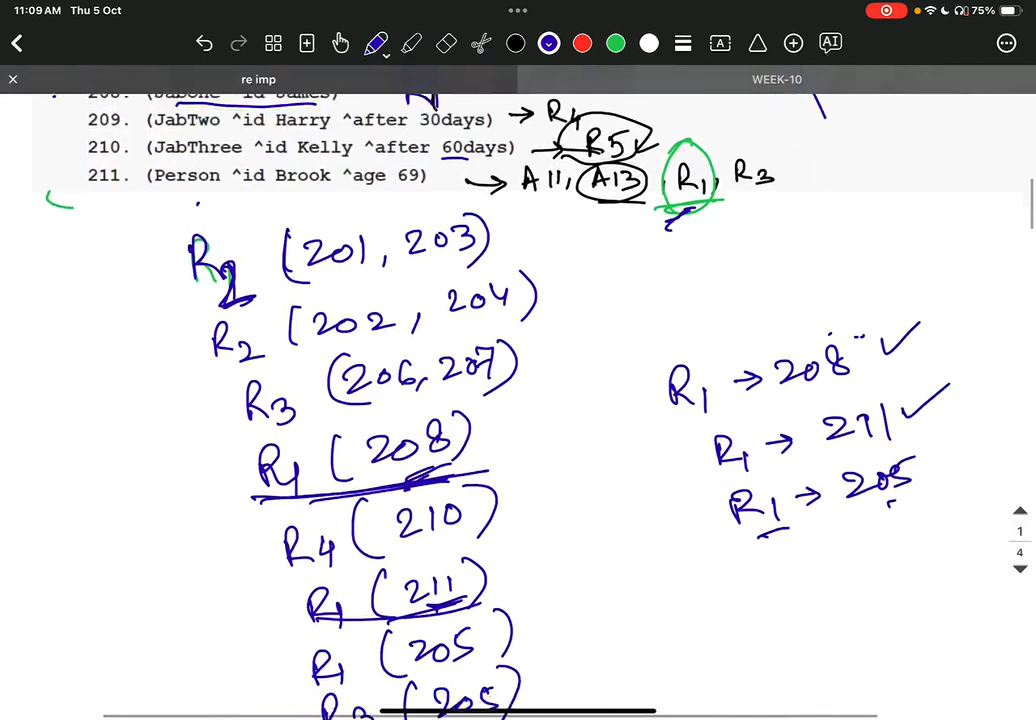 11:09 AM Thu 5 Oct
75%
A
AI
re imp
WEEK-10
209. (JabTwo ^id Harry ^after 30days) → R4
210. (JabThree ^id Kelly ^after 60days) → R5
211. (Person ^id Brook ^age 69) → A11, A13, R1, R3
(201, 203)
R2 (202, 204)
R3 (206, 207)
R1 (208)
R4 (210)
R1 (211)
R1 (205)
(205)
R1 → 208 ✓
R1 → 211 ✓
R1 → 205
1
4